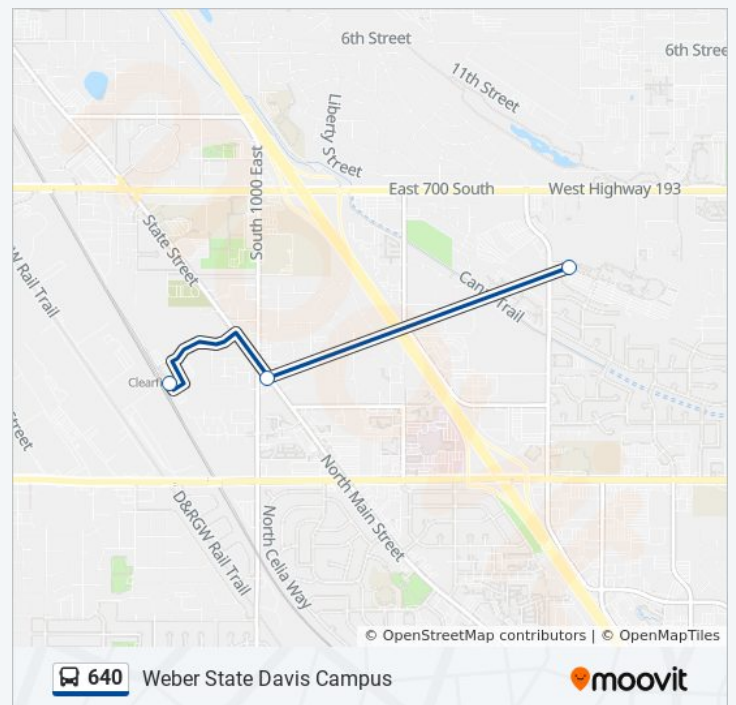 6th Street
6th Stree
11th Street
Liberty Street
South 1000 East
East 700 South
West Highway 193
State Street
Canal Trail
W Rail Trail
Clearf
treet
North Main Street
D&RGW Rail Trail
North Celia Way
© OpenStreetMap contributors | © OpenMapTiles
640 Weber State Davis Campus
moovit